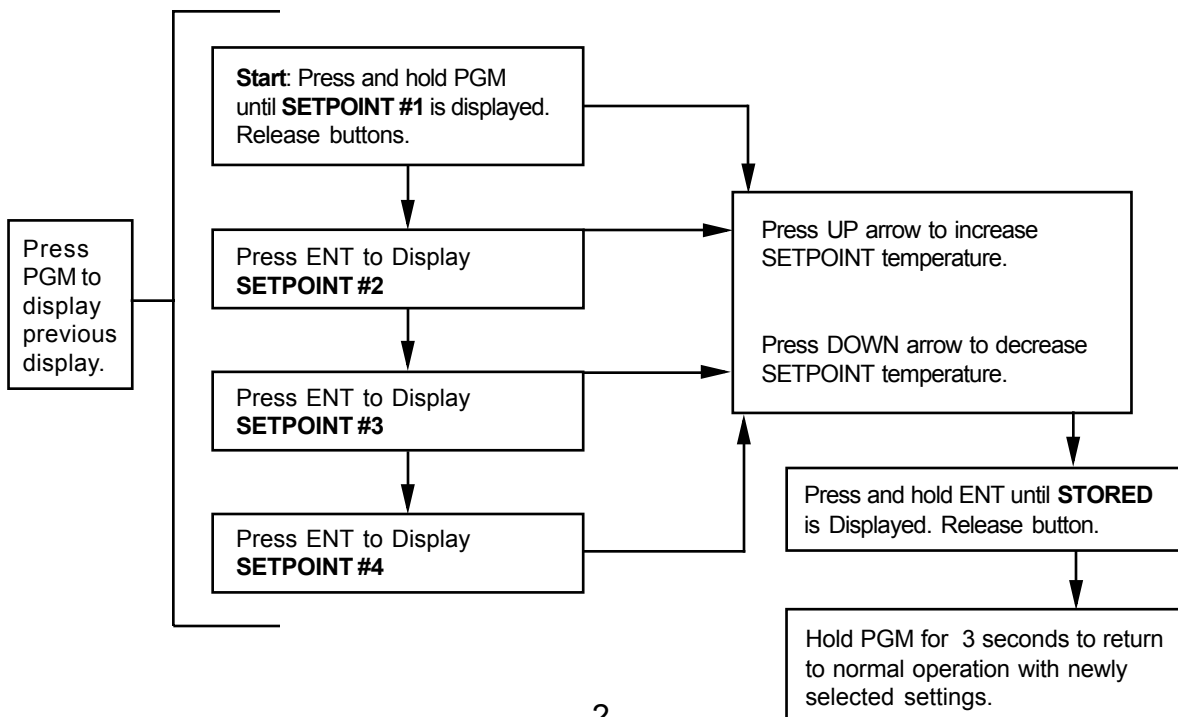 Start: Press and hold PGM
until SETPOINT #1 is displayed.
Release buttons.
Press
PGM to
display
previous
display.
Press ENT to Display
SETPOINT #2
Press ENT to Display
SETPOINT #3
Press ENT to Display
SETPOINT #4
Press UP arrow to increase
SETPOINT temperature.
Press DOWN arrow to decrease
SETPOINT temperature.
Press and hold ENT until STORED
is Displayed. Release button.
Hold PGM for 3 seconds to return
to normal operation with newly
selected settings.
2